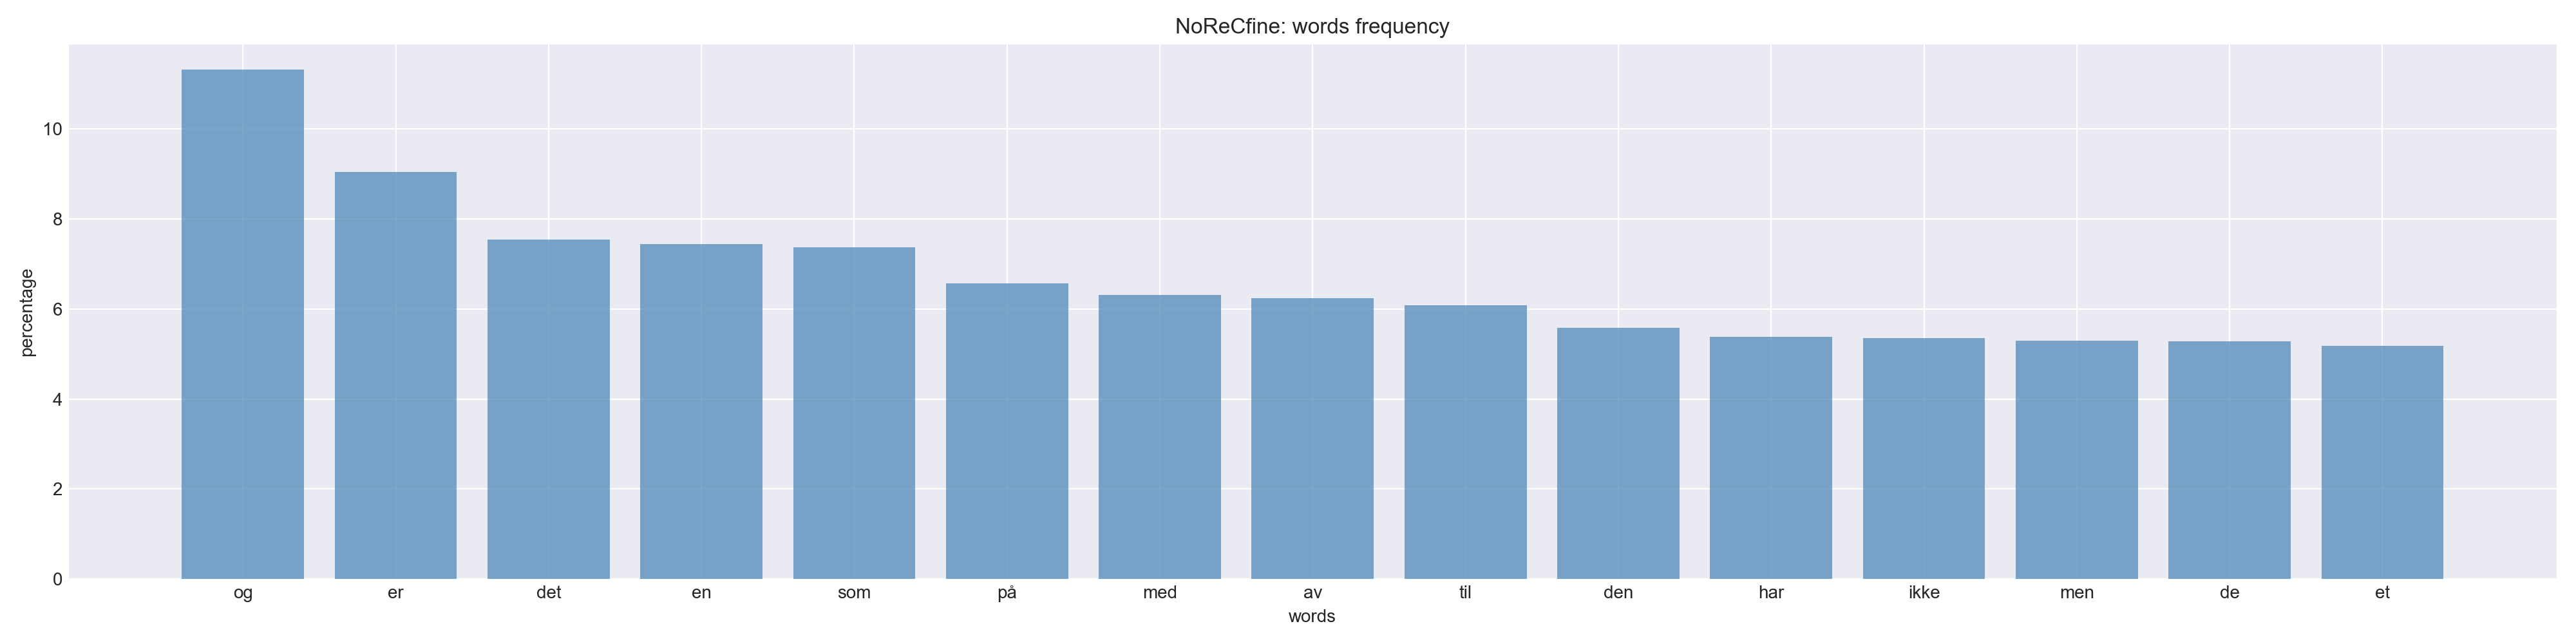 NoReCfine: words frequency
percentage
10
8
6
4
2
0
og er det en som på med av til den har ikke men de et
words